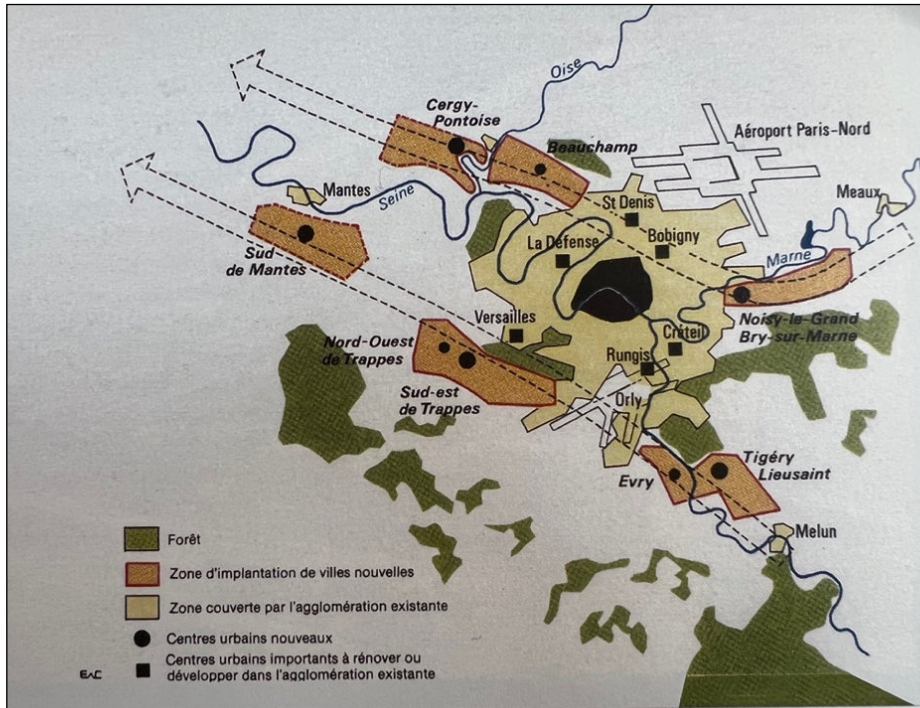 Oise
Cergy-
Pontoise
Beauchamp
Aéroport Paris-Nord
Mantes
Seine
St Denis
Meaux
La Défense
Bobigny
Sud
de Mantes
Marne
Versailles
Noisy-le-Grand
Bry-sur-Marne
Nord-Ouest
de Trappes
Créteil
Rungis
Sud-est
de Trappes
Orly
Tigéry
Lieusaint
Evry
Melun
Forêt
Zone d'implantation de villes nouvelles
Zone couverte par l'agglomération existante
Centres urbains nouveaux
Centres urbains importants à rénover ou
développer dans l'agglomération existante